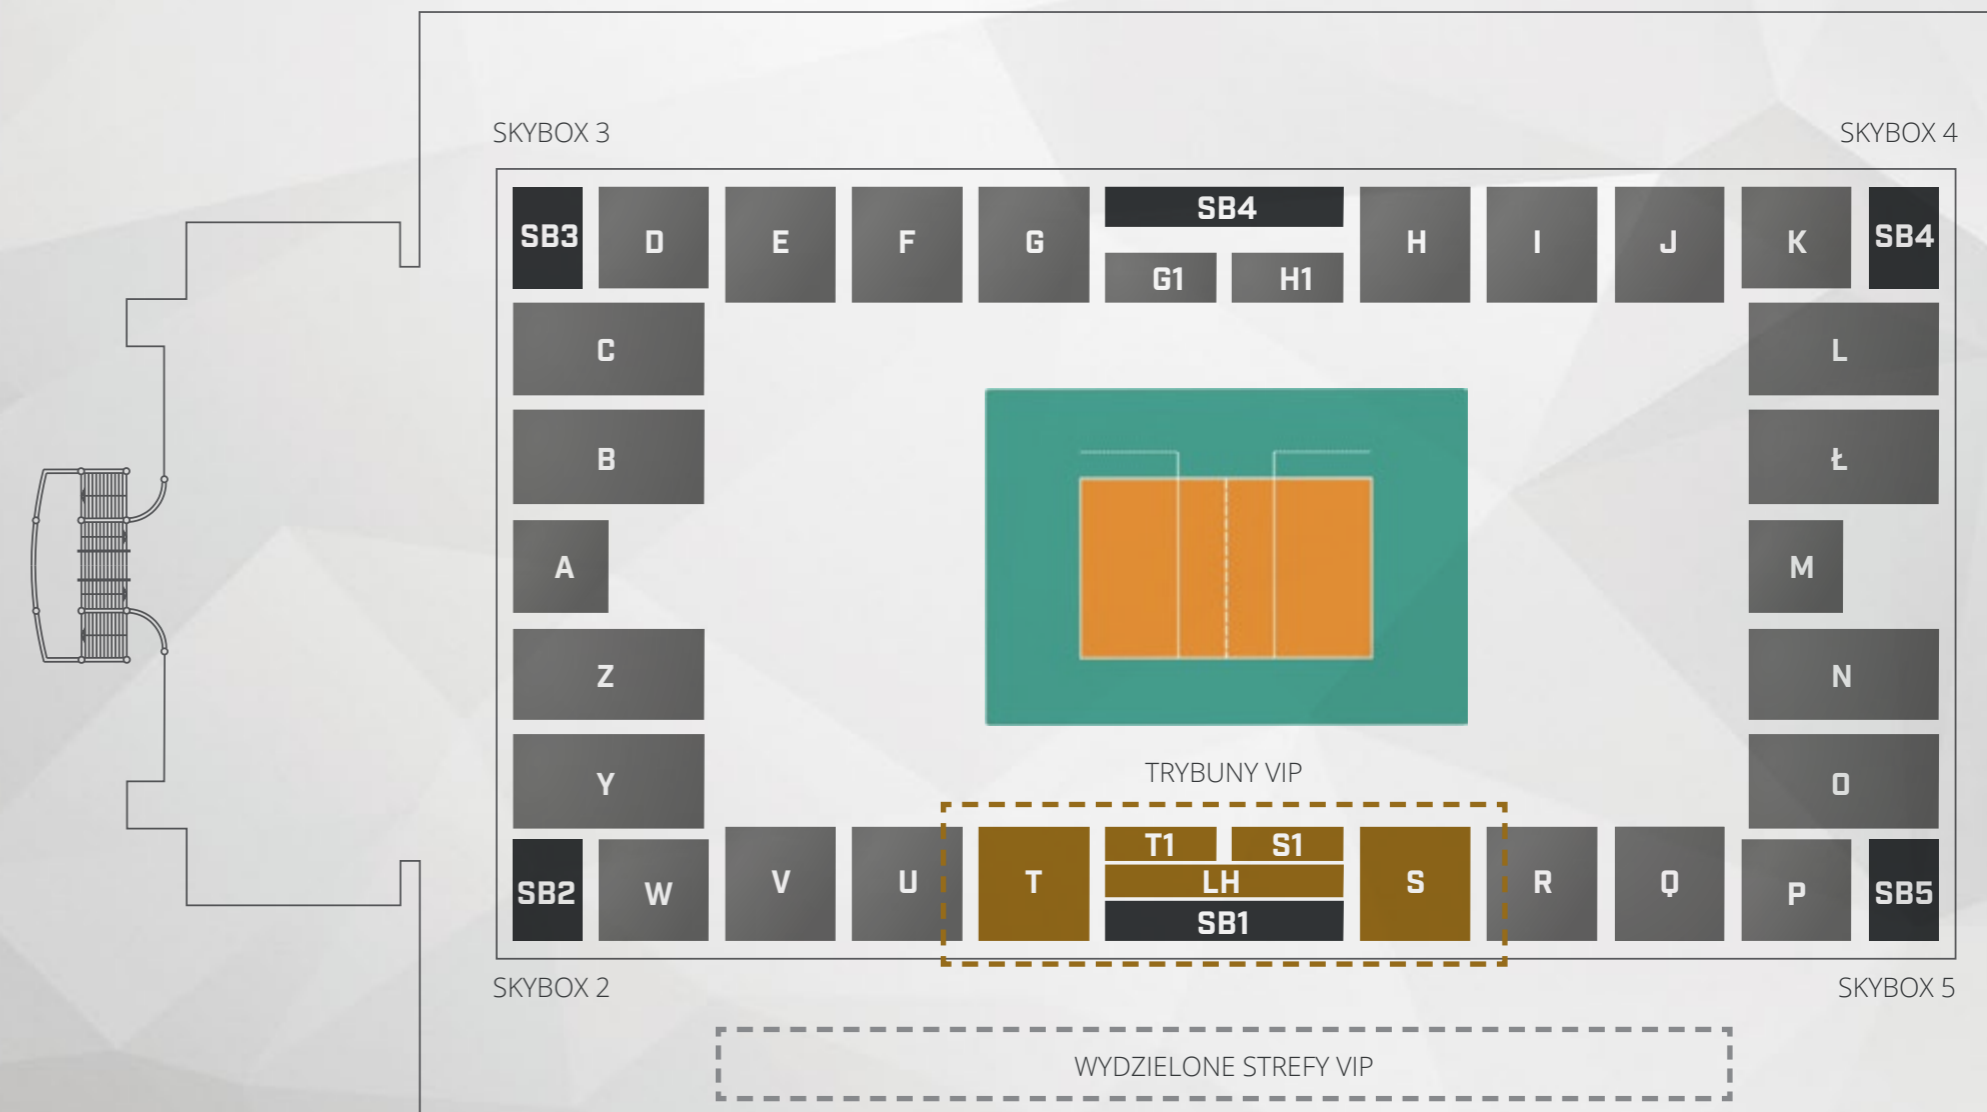 SKYBOX 3
SKYBOX 4
SB3
D
E
F
G
SB4
G1
H1
H
I
J
K
SB4
C
L
B
Ł
A
M
Z
N
Y
O
TRYBUNY VIP
SB2
W
V
U
T
T1
S1
LH
SB1
S
R
Q
P
SB5
SKYBOX 2
SKYBOX 5
WYDZIELONE STREFY VIP